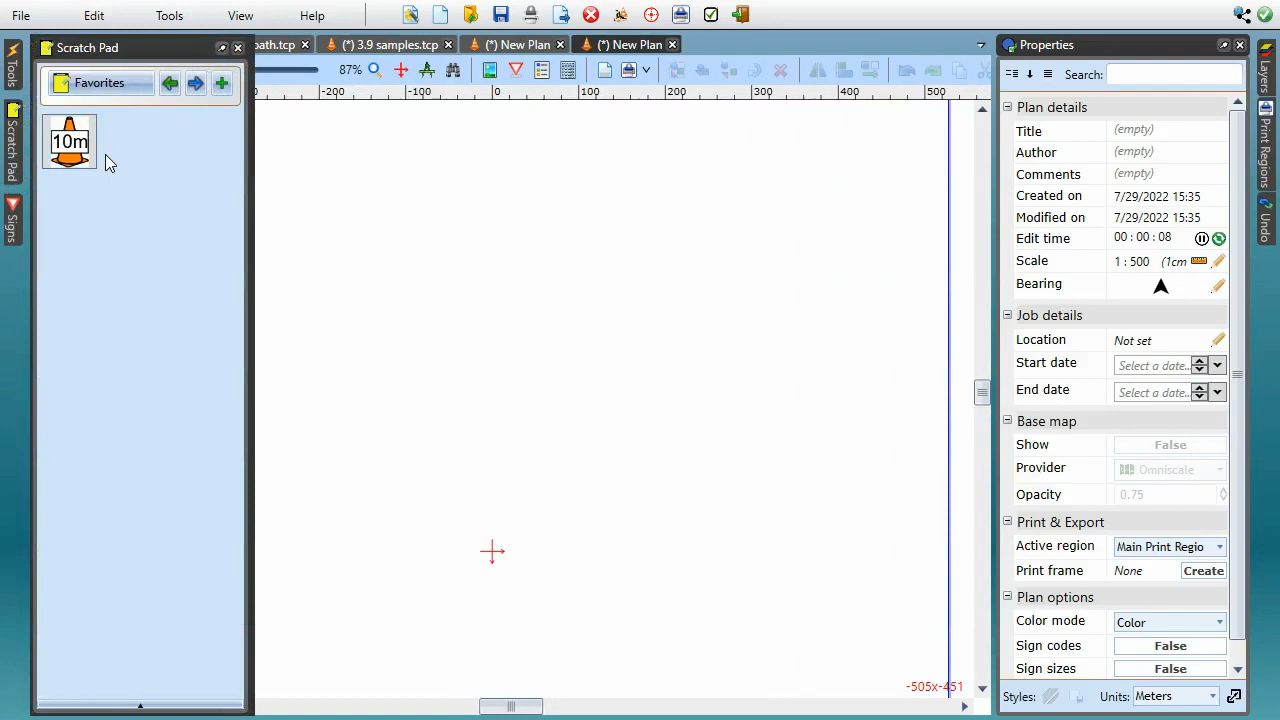 File Edit Tools View Help
Scratch Pad
path.tcp (*) 3.9 samples.tcp (*) New Plan (*) New Plan
Properties
Favorites
87%
Search:
-200 -100 0 100 200 300 400 500
10m
Tools
Scratch Pad
Signs
Plan details
Title (empty)
Author (empty)
Comments (empty)
Created on 7/29/2022 15:35
Modified on 7/29/2022 15:35
Edit time 00 : 00 : 08
Scale 1 : 500 (1cm
Bearing
Job details
Location Not set
Start date Select a date..
End date Select a date..
Base map
Show False
Provider Omniscale
Opacity 0.75
Print & Export
Active region Main Print Regio
Print frame None Create
Plan options
Color mode Color
Sign codes False
Sign sizes False
-505x-451
Styles: Units: Meters
Layers
Print Regions
Undo